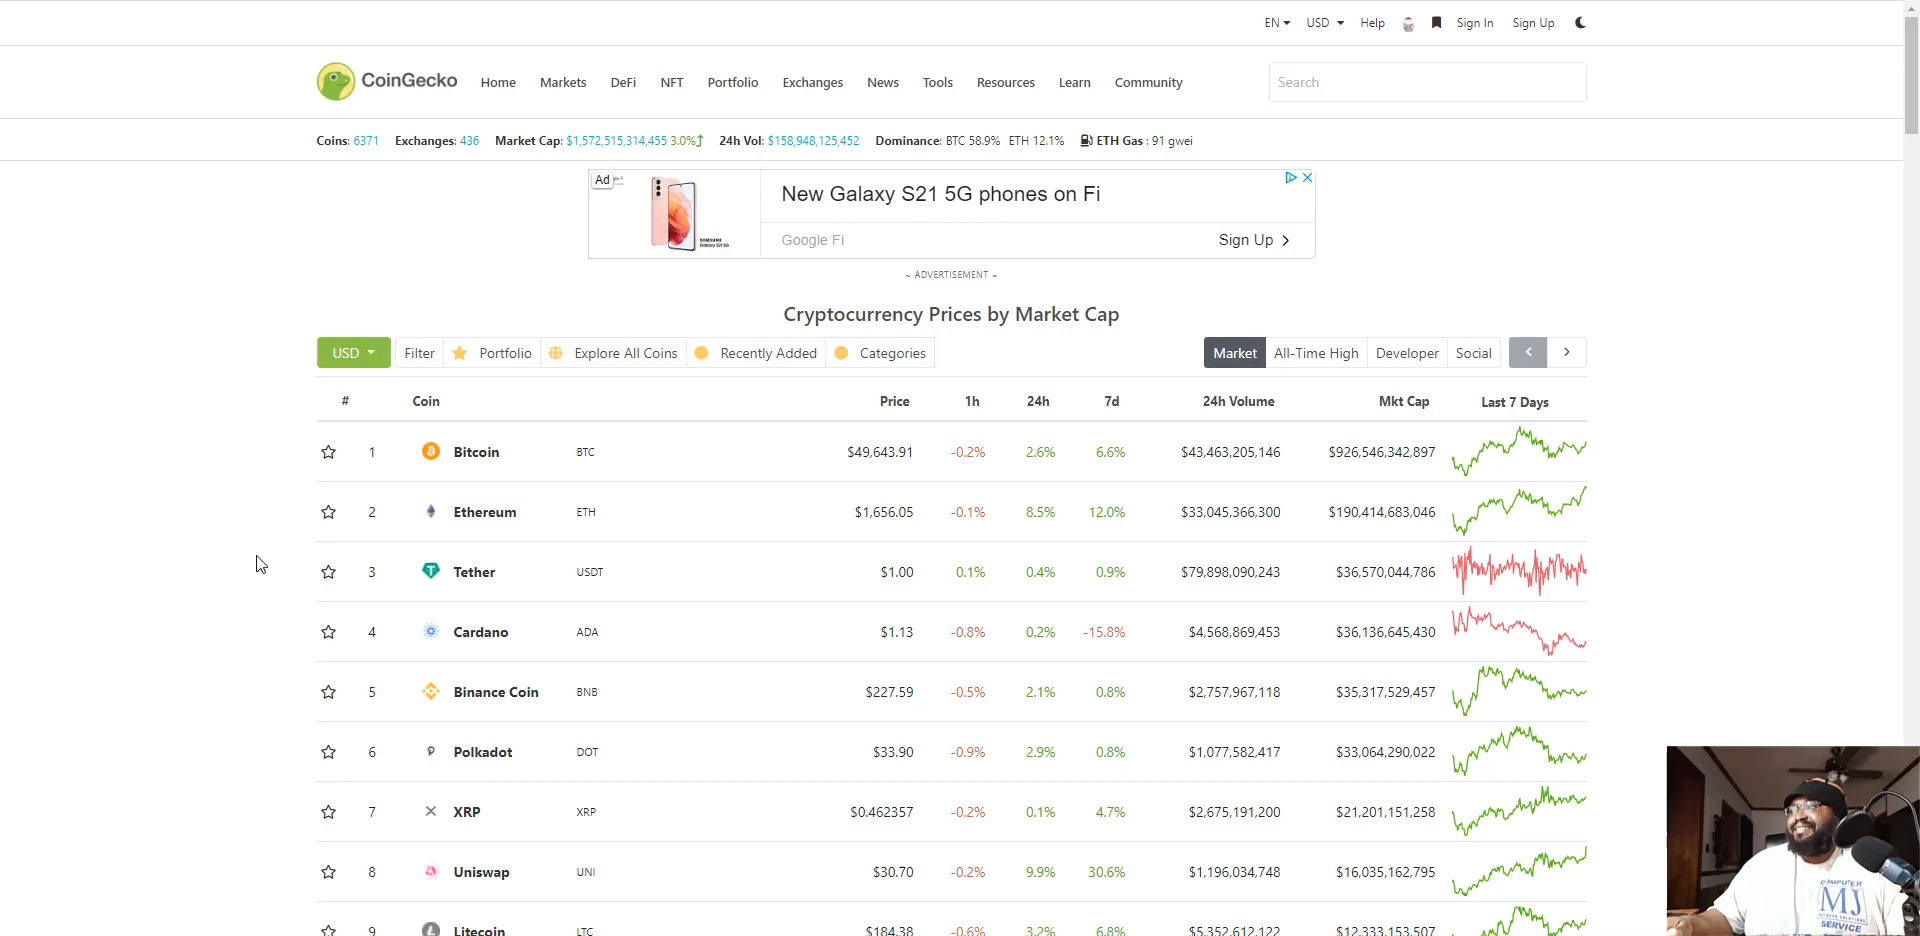 EN USD Help Sign In Sign Up
CoinGecko Home Markets DeFi NFT Portfolio Exchanges News Tools Resources Learn Community Search
Coins: 6371 Exchanges: 436 Market Cap: $1,572,515,314,455 3.0% 24h Vol: $158,948,125,452 Dominance: BTC 58.9% ETH 12.1% ETH Gas : 91 gwei
Ad
New Galaxy S21 5G phones on Fi
Google Fi Sign Up
SAMSUNG
Galaxy S21 5G
~ ADVERTISEMENT ~
Cryptocurrency Prices by Market Cap
USD Filter Portfolio Explore All Coins Recently Added Categories Market All-Time High Developer Social
# Coin Price 1h 24h 7d 24h Volume Mkt Cap Last 7 Days
1 Bitcoin BTC $49,643.91 -0.2% 2.6% 6.6% $43,463,205,146 $926,546,342,897
2 Ethereum ETH $1,656.05 -0.1% 8.5% 12.0% $33,045,366,300 $190,414,683,046
3 Tether USDT $1.00 0.1% 0.4% 0.9% $79,898,090,243 $36,570,044,786
4 Cardano ADA $1.13 -0.8% 0.2% -15.8% $4,568,869,453 $36,136,645,430
5 Binance Coin BNB $227.59 -0.5% 2.1% 0.8% $2,757,967,118 $35,317,529,457
6 Polkadot DOT $33.90 -0.9% 2.9% 0.8% $1,077,582,417 $33,064,290,022
7 XRP XRP $0.462357 -0.2% 0.1% 4.7% $2,675,191,200 $21,201,151,258
8 Uniswap UNI $30.70 -0.2% 9.9% 30.6% $1,196,034,748 $16,035,162,795
9 Litecoin LTC $184.38 -0.6% 3.2% 6.8% $5,352,612,122 $12,333,153,507
COMPUTER
MJ
SERVICE